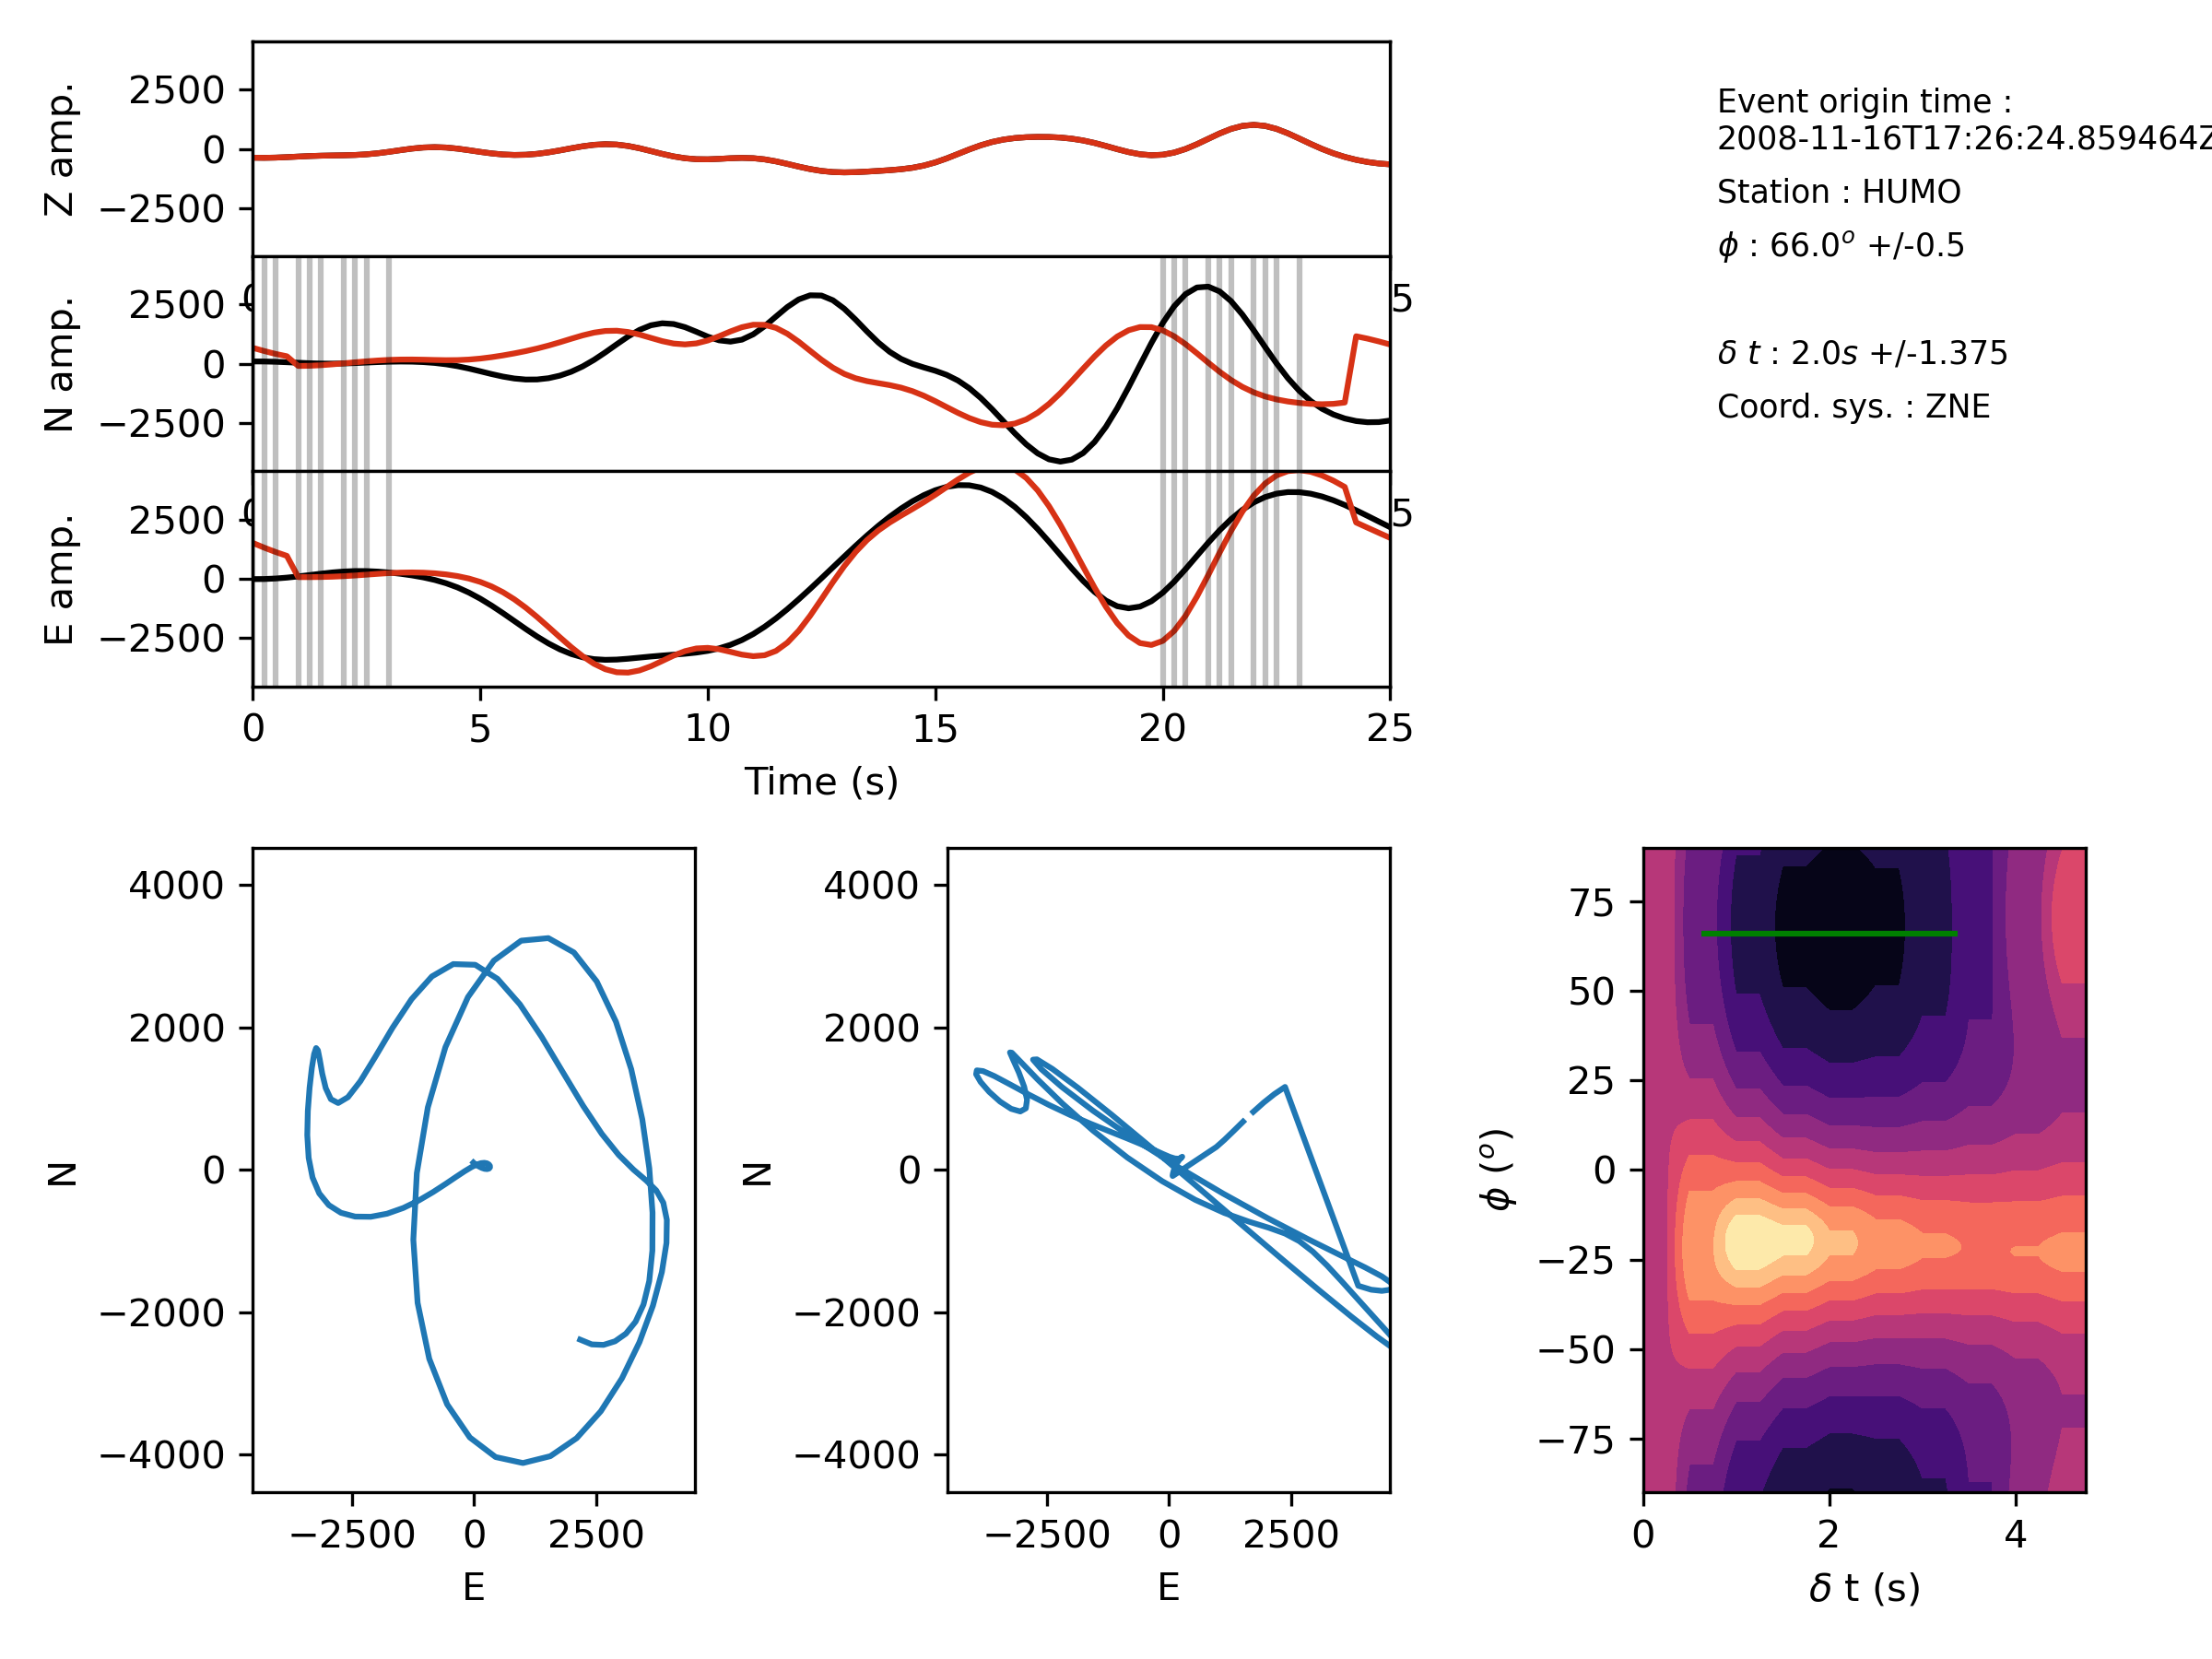 Z amp.
2500
0
−2500
N amp.
2500
0
−2500
5
E amp.
2500
0
−2500
5
0 5 10 15 20 25
Time (s)
Event origin time :
2008-11-16T17:26:24.859464Z
Station : HUMO
ϕ : 66.0° +/-0.5
δ t : 2.0s +/-1.375
Coord. sys. : ZNE
N
4000
2000
0
−2000
−4000
−2500 0 2500
E
N
4000
2000
0
−2000
−4000
−2500 0 2500
E
ϕ (°)
75
50
25
0
−25
−50
−75
0 2 4
δ t (s)